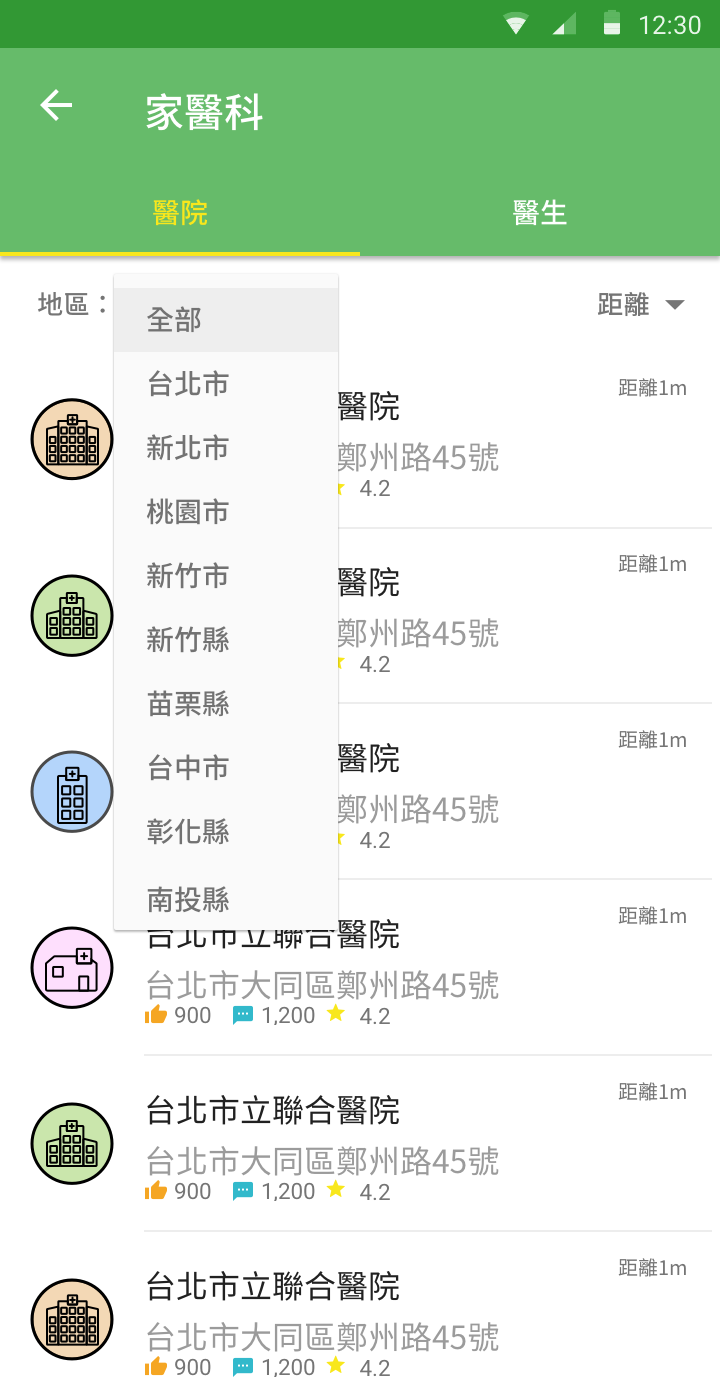 12:30
家醫科
醫院
醫生
地區：
距離
全部
台北市
新北市
桃園市
新竹市
新竹縣
苗栗縣
台中市
彰化縣
南投縣
醫院
距離1m
鄭州路45號
4.2
醫院
距離1m
鄭州路45號
4.2
醫院
距離1m
鄭州路45號
4.2
台北市立聯合醫院
距離1m
台北市大同區鄭州路45號
900 1,200 4.2
台北市立聯合醫院
距離1m
台北市大同區鄭州路45號
900 1,200 4.2
台北市立聯合醫院
距離1m
台北市大同區鄭州路45號
900 1,200 4.2